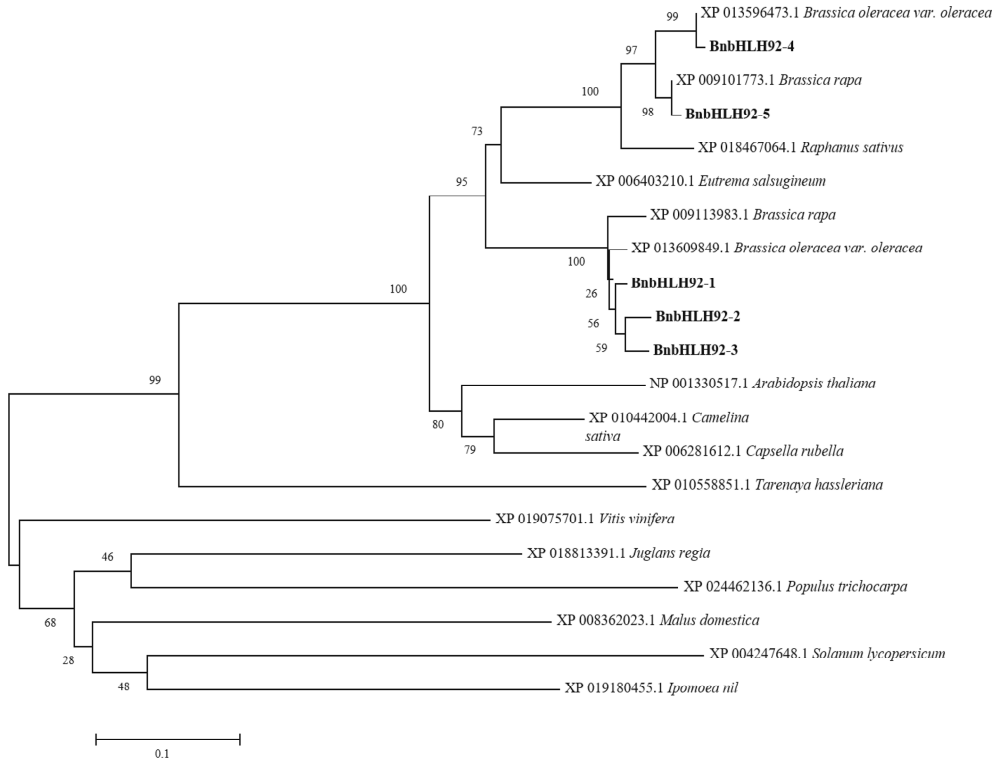 99
XP 013596473.1 Brassica oleracea var. oleracea
BnbHLH92-4
97
XP 009101773.1 Brassica rapa
100
98
BnbHLH92-5
73
XP 018467064.1 Raphanus sativus
95
XP 006403210.1 Eutrema salsugineum
XP 009113983.1 Brassica rapa
XP 013609849.1 Brassica oleracea var. oleracea
100
BnbHLH92-1
100
26
BnbHLH92-2
56
59
BnbHLH92-3
99
NP 001330517.1 Arabidopsis thaliana
XP 010442004.1 Camelina
80
sativa
79
XP 006281612.1 Capsella rubella
XP 010558851.1 Tarenaya hassleriana
XP 019075701.1 Vitis vinifera
46
XP 018813391.1 Juglans regia
XP 024462136.1 Populus trichocarpa
68
XP 008362023.1 Malus domestica
28
XP 004247648.1 Solanum lycopersicum
48
XP 019180455.1 Ipomoea nil
0.1